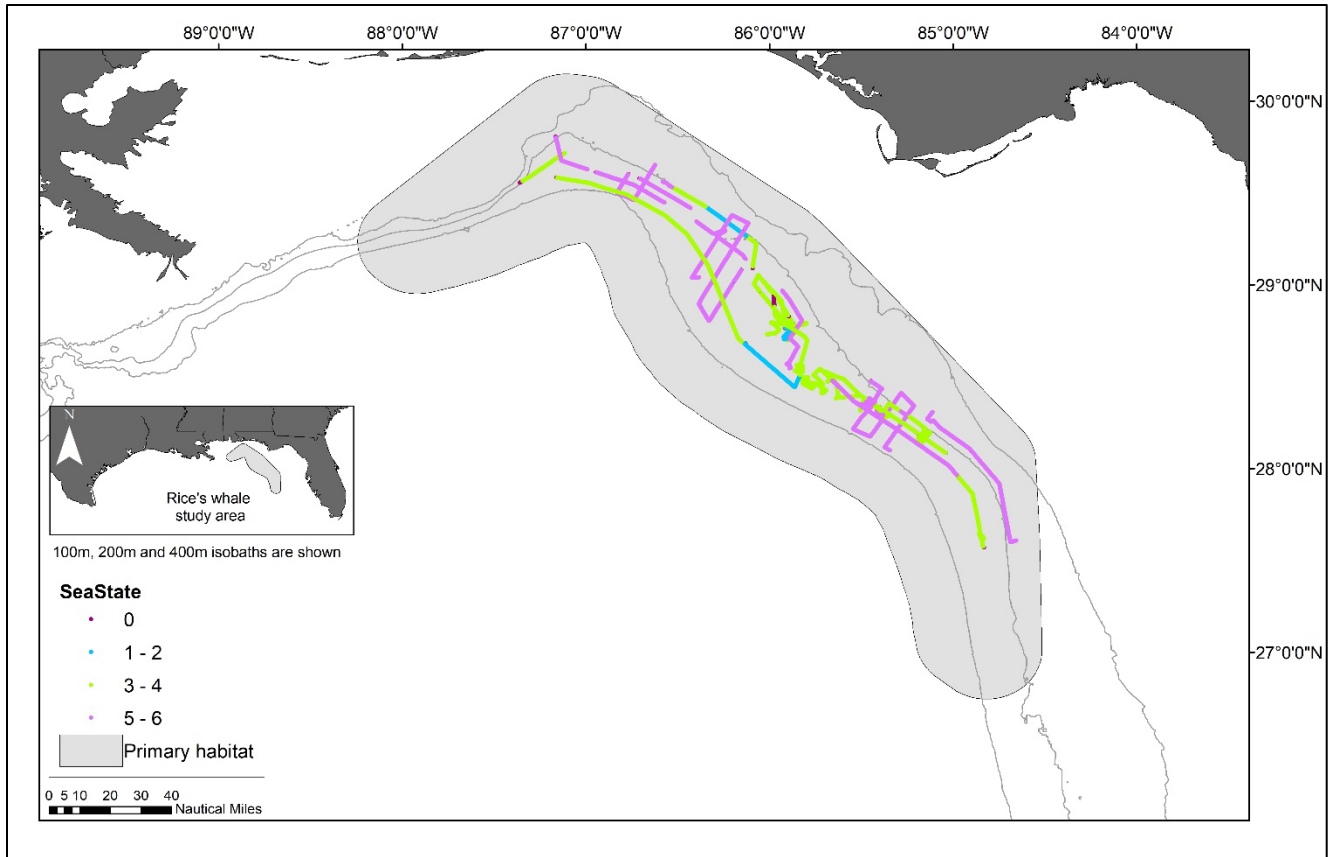 89°0'0"W 88°0'0"W 87°0'0"W 86°0'0"W 85°0'0"W 84°0'0"W
30°0'0"N
29°0'0"N
28°0'0"N
27°0'0"N
N
Rice's whale
study area
100m, 200m and 400m isobaths are shown
SeaState
0
1 - 2
3 - 4
5 - 6
Primary habitat
0 5 10 20 30 40
Nautical Miles